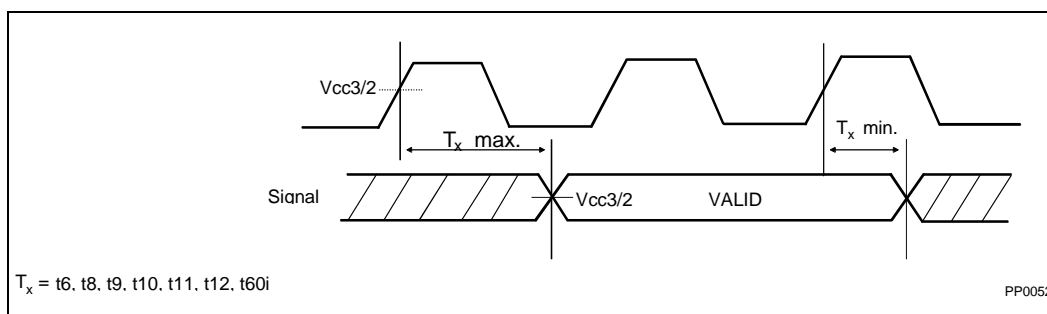 Vcc3/2
Tx max.
Tx min.
Signal
Vcc3/2
VALID
Tx = t6, t8, t9, t10, t11, t12, t60i
PP0052